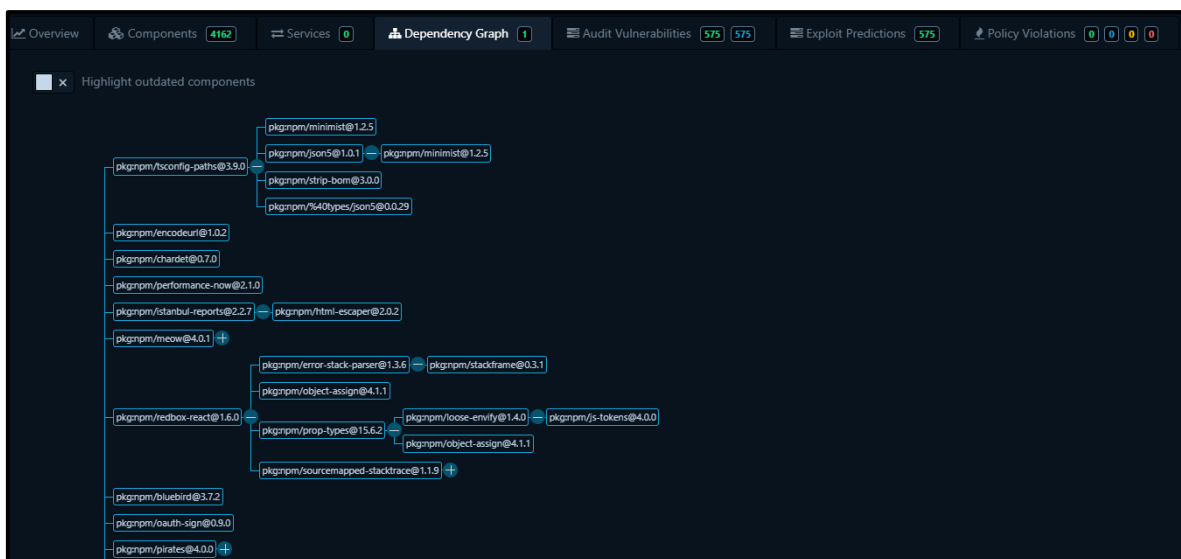 Overview Components 4162 Services 0 Dependency Graph 1 Audit Vulnerabilities 575 575 Exploit Predictions 575 Policy Violations 0 0 0 0
Highlight outdated components
pkg:npm/minimist@1.2.5
pkg:npm/json5@1.0.1 pkg:npm/minimist@1.2.5
pkg:npm/tsconfig-paths@3.9.0
pkg:npm/strip-bom@3.0.0
pkg:npm/%40types/json5@0.0.29
pkg:npm/encodeurl@1.0.2
pkg:npm/chardet@0.7.0
pkg:npm/performance-now@2.1.0
pkg:npm/istanbul-reports@2.2.7 pkg:npm/html-escaper@2.0.2
pkg:npm/meow@4.0.1
pkg:npm/error-stack-parser@1.3.6 pkg:npm/stackframe@0.3.1
pkg:npm/object-assign@4.1.1
pkg:npm/redbox-react@1.6.0 pkg:npm/loose-envify@1.4.0 pkg:npm/js-tokens@4.0.0
pkg:npm/prop-types@15.6.2
pkg:npm/object-assign@4.1.1
pkg:npm/sourcemapped-stacktrace@1.1.9
pkg:npm/bluebird@3.7.2
pkg:npm/oauth-sign@0.9.0
pkg:npm/pirates@4.0.0